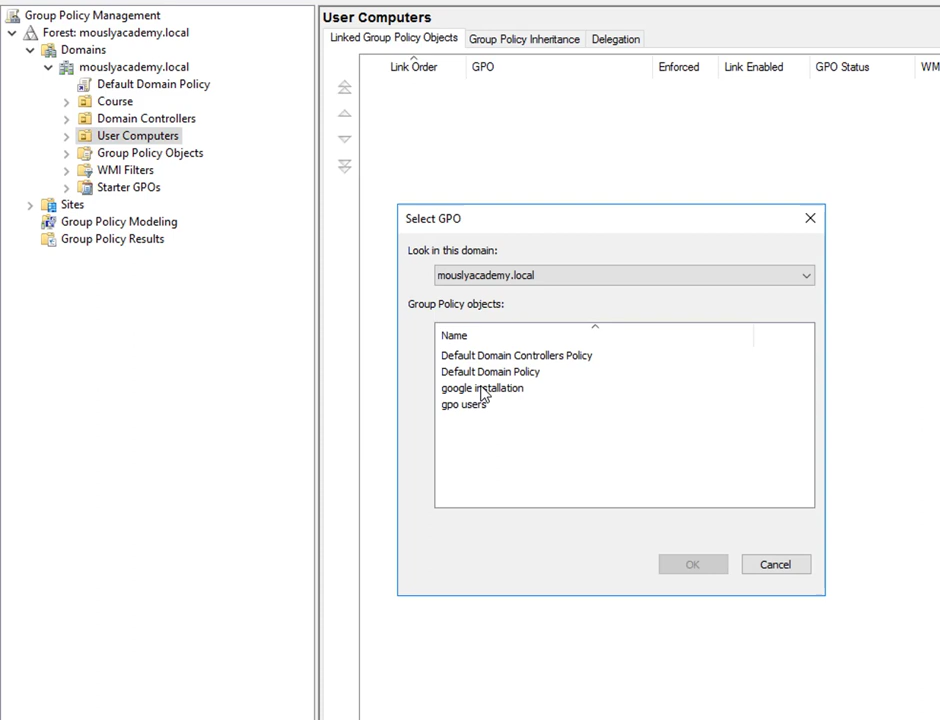 Group Policy Management
Forest: mouslyacademy.local
Domains
mouslyacademy.local
Default Domain Policy
Course
Domain Controllers
User Computers
Group Policy Objects
WMI Filters
Starter GPOs
Sites
Group Policy Modeling
Group Policy Results
User Computers
Linked Group Policy Objects Group Policy Inheritance Delegation
Link Order GPO Enforced Link Enabled GPO Status WM
Select GPO
Look in this domain:
mouslyacademy.local
Group Policy objects:
Name
Default Domain Controllers Policy
Default Domain Policy
google installation
gpo users
OK Cancel